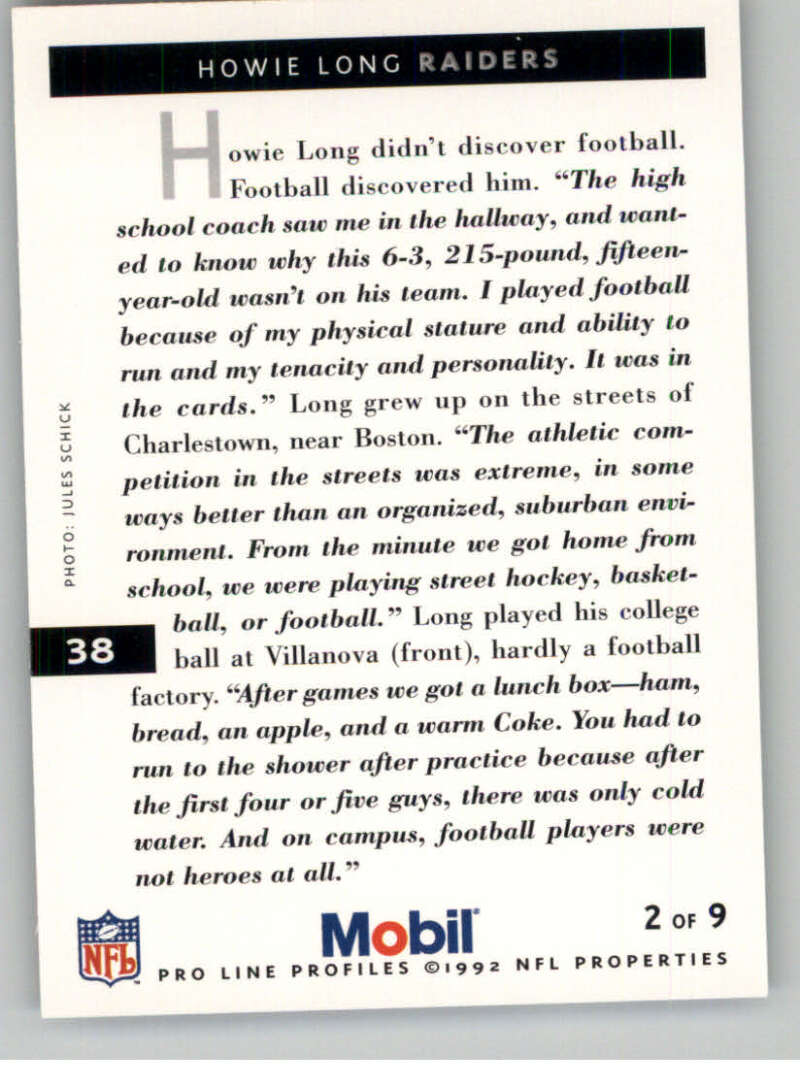 HOWIE LONG RAIDERS
Howie Long didn't discover football.
Football discovered him. "The high
school coach saw me in the hallway, and want-
ed to know why this 6-3, 215-pound, fifteen-
year-old wasn't on his team. I played football
because of my physical stature and ability to
run and my tenacity and personality. It was in
the cards." Long grew up on the streets of
Charlestown, near Boston. "The athletic com-
petition in the streets was extreme, in some
ways better than an organized, suburban envi-
ronment. From the minute we got home from
school, we were playing street hockey, basket-
ball, or football." Long played his college
ball at Villanova (front), hardly a football
factory. "After games we got a lunch box—ham,
bread, an apple, and a warm Coke. You had to
run to the shower after practice because after
the first four or five guys, there was only cold
water. And on campus, football players were
not heroes at all."
PHOTO: JULES SCHICK
38
NFL
Mobil
2 OF 9
PRO LINE PROFILES ©1992 NFL PROPERTIES